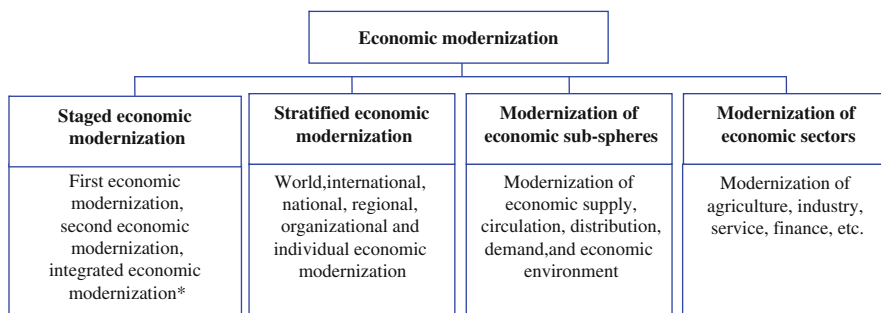 Economic modernization
Staged economic
modernization
First economic
modernization,
second economic
modernization,
integrated economic
modernization*
Stratified economic
modernization
World,international,
national, regional,
organizational and
individual economic
modernization
Modernization of
economic sub-spheres
Modernization of
economic supply,
circulation, distribution,
demand,and economic
environment
Modernization of
economic sectors
Modernization of
agriculture, industry,
service, finance, etc.